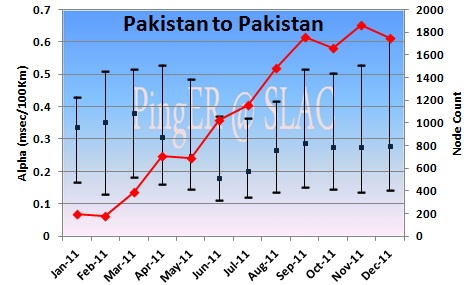 Pakistan to Pakistan
PingER @ SLAC
Alpha (msec/100Km)
0.7
0.6
0.5
0.4
0.3
0.2
0.1
0
Node Count
2000
1800
1600
1400
1200
1000
800
600
400
200
0
Jan-11
Feb-11
Mar-11
Apr-11
May-11
Jun-11
Jul-11
Aug-11
Sep-11
Oct-11
Nov-11
Dec-11